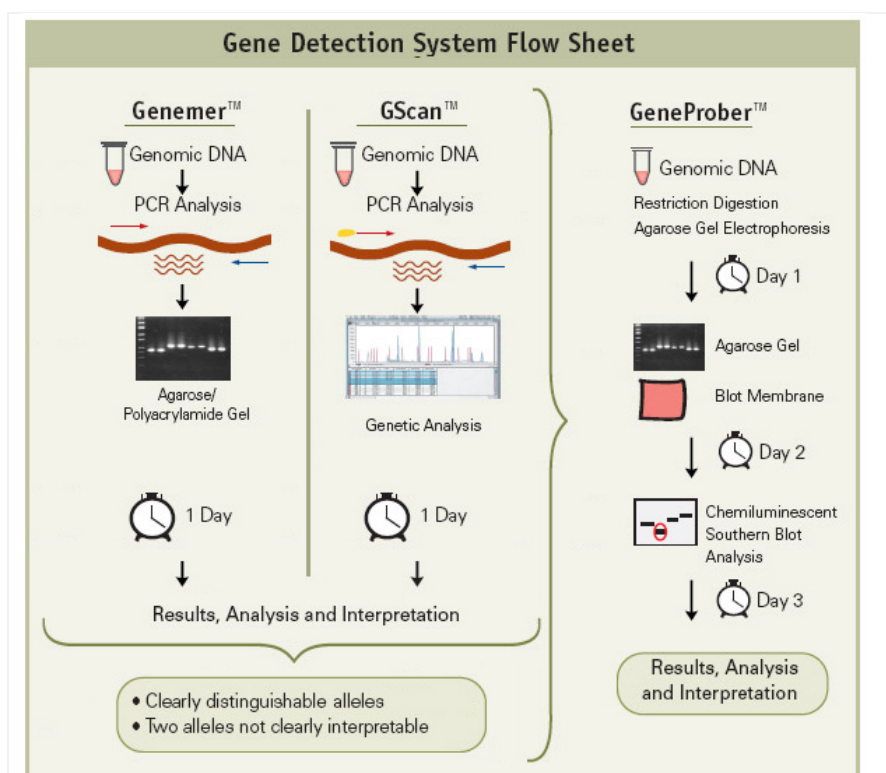 Gene Detection System Flow Sheet
Genemer™
Genomic DNA
PCR Analysis
Agarose/
Polyacrylamide Gel
1 Day
GScan™
Genomic DNA
PCR Analysis
Genetic Analysis
1 Day
Results, Analysis and Interpretation
• Clearly distinguishable alleles
• Two alleles not clearly interpretable
GeneProber™
Genomic DNA
Restriction Digestion
Agarose Gel Electrophoresis
Day 1
Agarose Gel
Blot Membrane
Day 2
Chemiluminescent
Southern Blot
Analysis
Day 3
Results, Analysis
and Interpretation